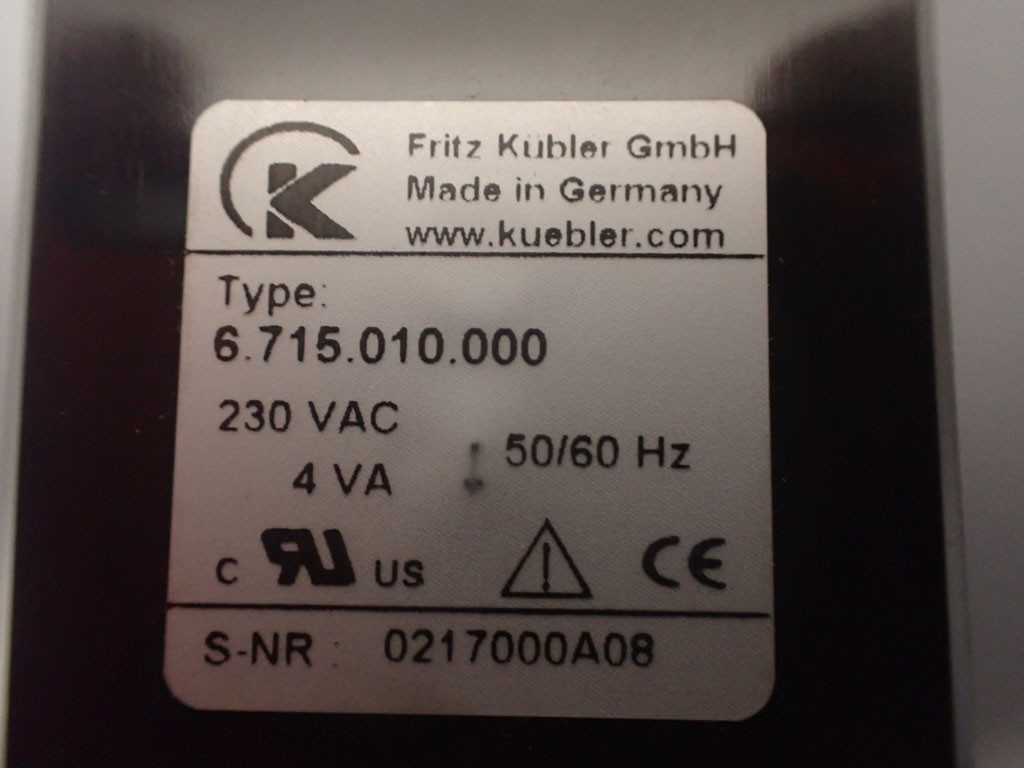 K
Fritz Kübler GmbH
Made in Germany
www.kuebler.com
Type:
6.715.010.000
230 VAC
4 VA
50/60 Hz
C RU US CE
S-NR : 0217000A08